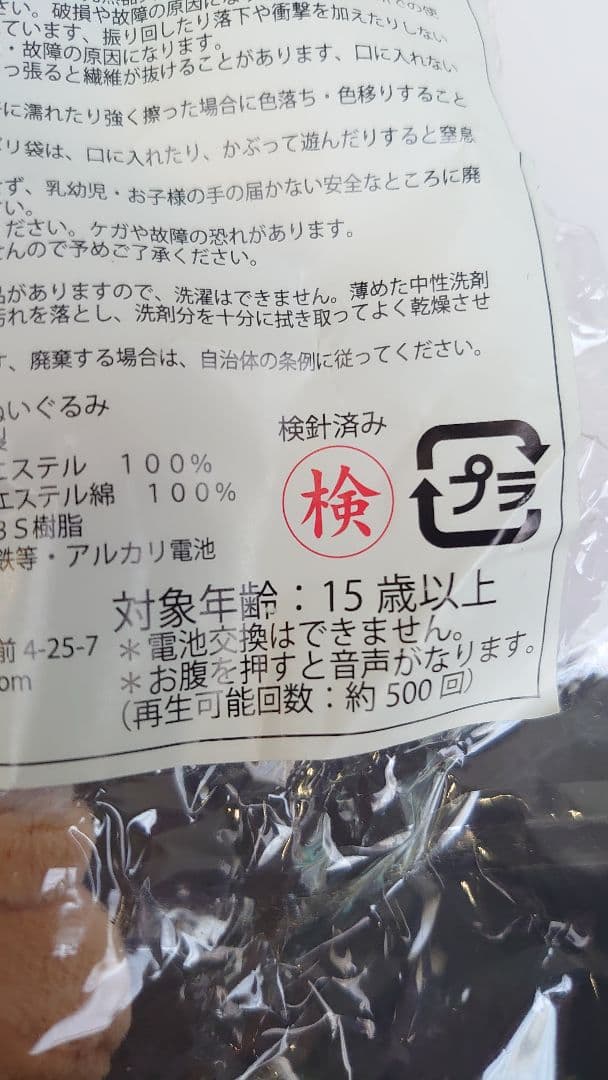 さい。破損や故障の原因になり
ています、振り回したり落下や衝撃を加えたりしない
・故障の原因になります。
っ張ると繊維が抜けることがあります、口に入れない
に濡れたり強く擦った場合に色落ち・色移りすること
リ袋は、口に入れたり、かぶって遊んだりすると窒息
せず、乳幼児・お子様の手の届かない安全なところに廃
い。
ください。ケガや故障の恐れがあります。
せんので予めご了承ください。
品がありますので、洗濯はできません。薄めた中性洗剤
汚れを落とし、洗剤分を十分に拭き取ってよく乾燥させ
す、廃棄する場合は、自治体の条例に従ってください。
ぬいぐるみ
製
エステル １００％
エステル綿 １００％
ＢＳ樹脂
鉄等・アルカリ電池
前 4-25-7
om
検針済み
検
プラ
対象年齢：15 歳以上
＊電池交換はできません。
＊お腹を押すと音声がなります。
（再生可能回数：約 500 回）